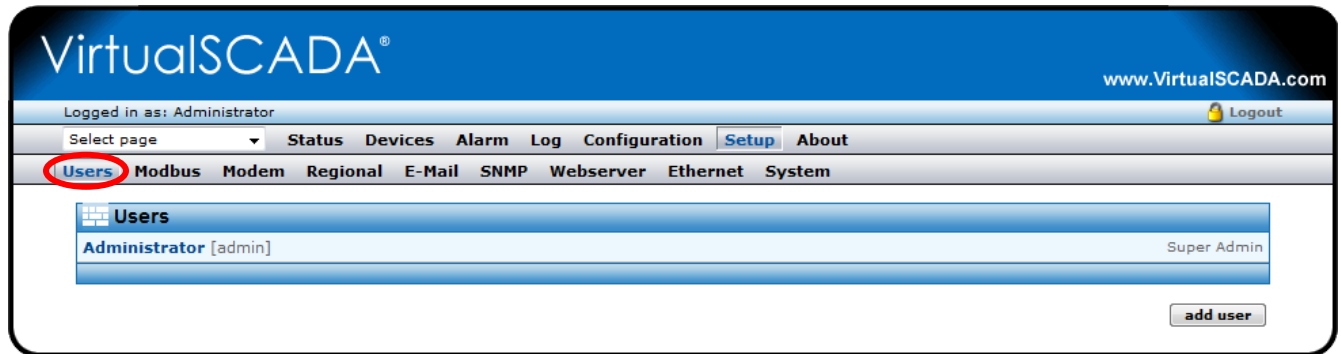 VirtualSCADA®
www.VirtualSCADA.com
Logged in as: Administrator Logout
Select page Status Devices Alarm Log Configuration Setup About
Users Modbus Modem Regional E-Mail SNMP Webserver Ethernet System
Users
Administrator [admin] Super Admin
add user